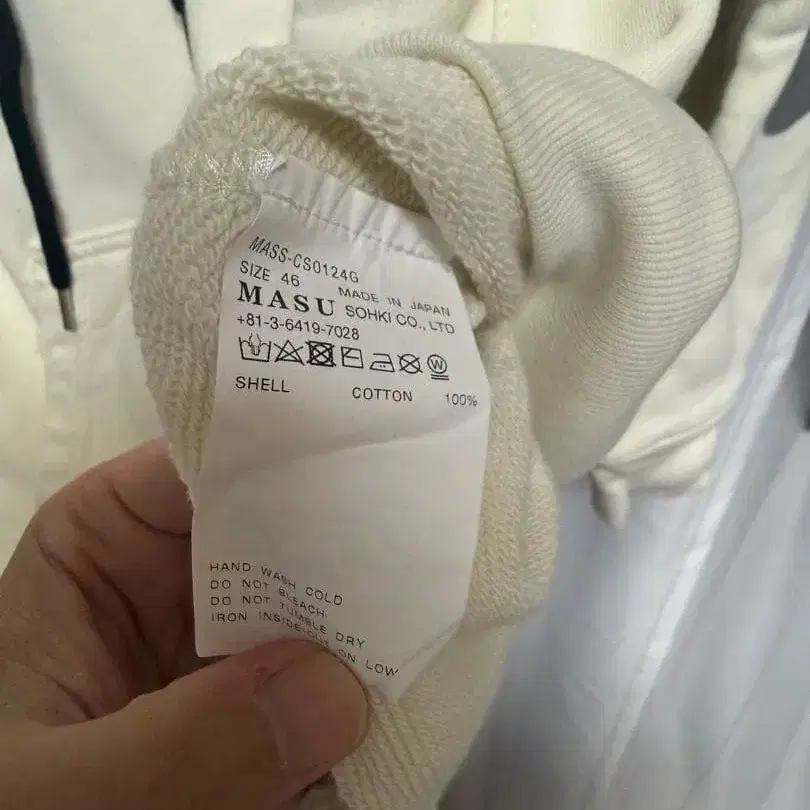 MASS-CS0124G
SIZE 46
MADE IN JAPAN
MASU SOHKI CO., LTD
+81-3-6419-7028
W
SHELL COTTON 100%
HAND WASH COLD
DO NOT BLEACH
DO NOT TUMBLE DRY
IRON INSIDE-OUT ON LOW